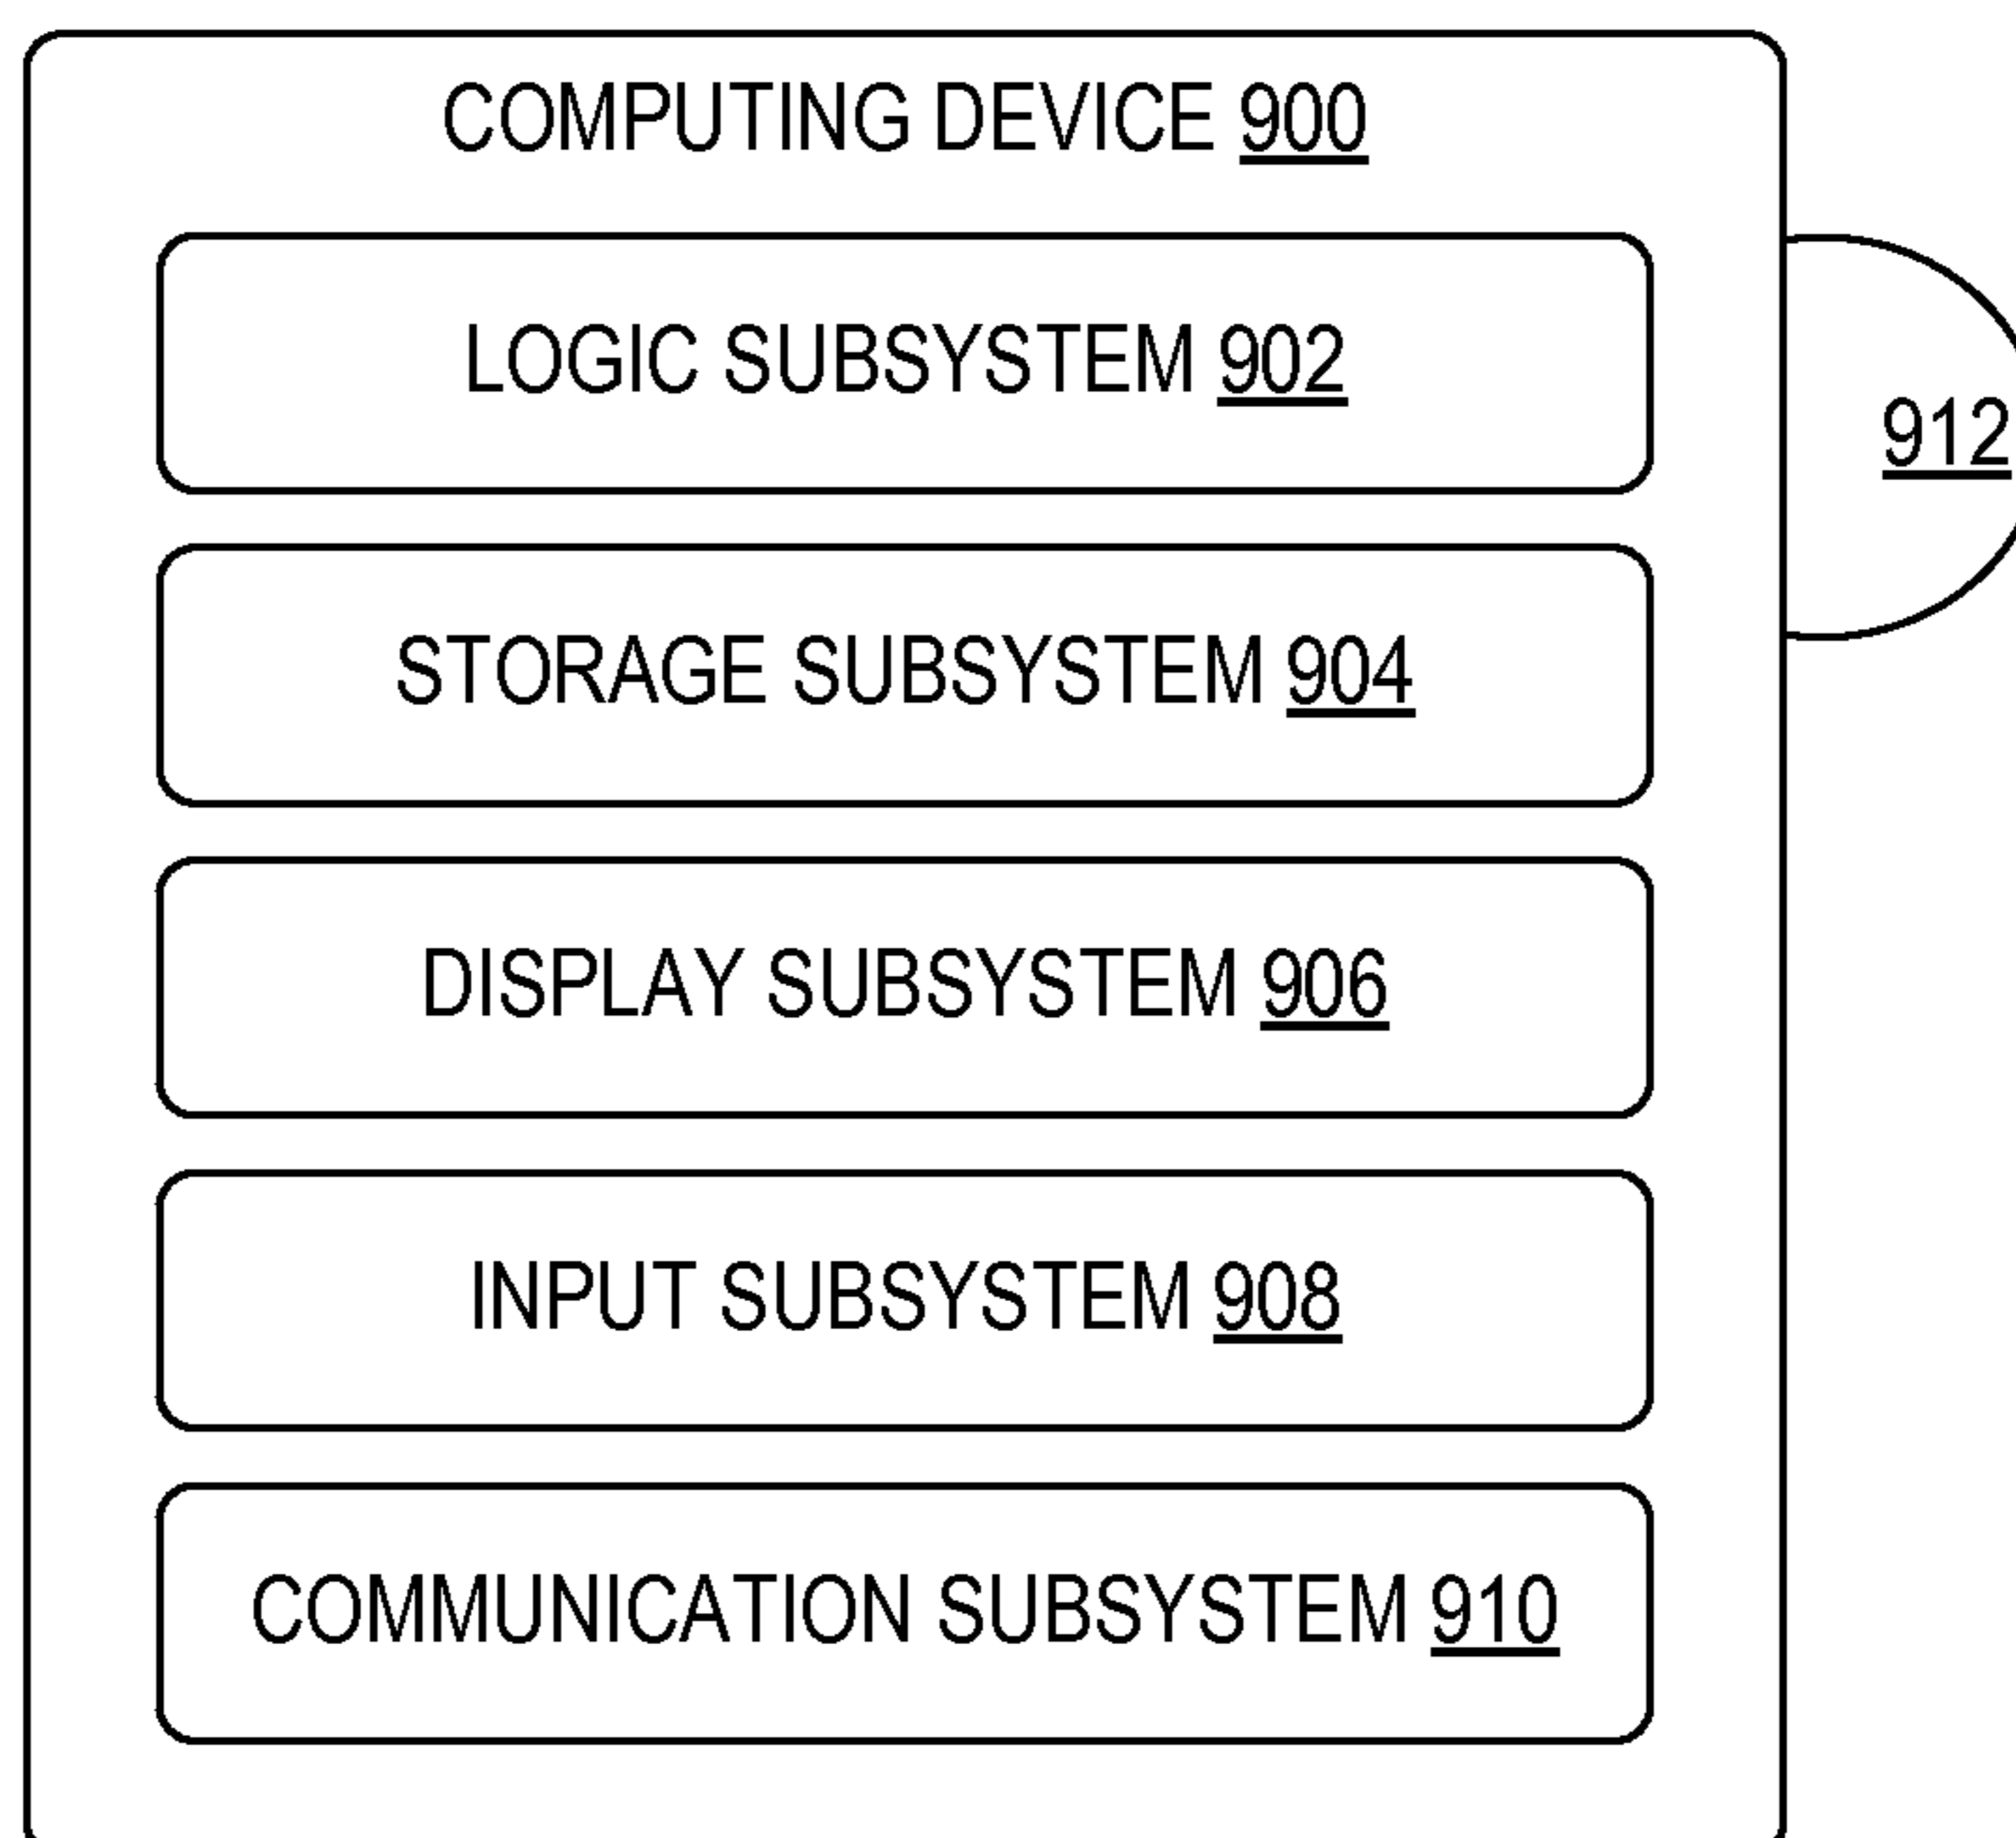 COMPUTING DEVICE 900
LOGIC SUBSYSTEM 902
912
STORAGE SUBSYSTEM 904
DISPLAY SUBSYSTEM 906
INPUT SUBSYSTEM 908
COMMUNICATION SUBSYSTEM 910